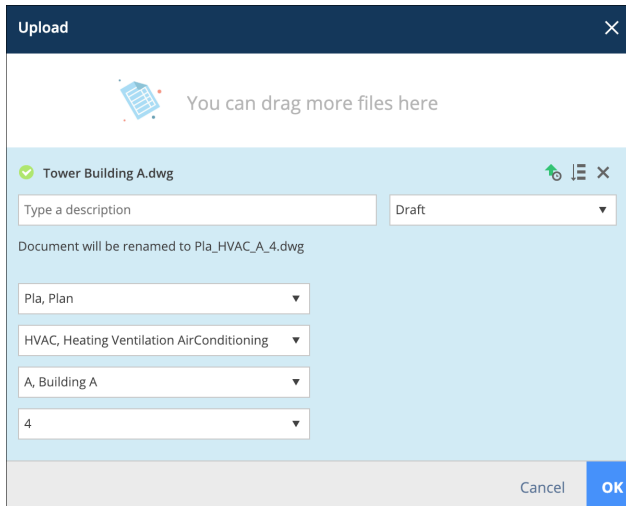 Upload
You can drag more files here
Tower Building A.dwg
Type a description
Draft
Document will be renamed to Pla_HVAC_A_4.dwg
Pla, Plan
HVAC, Heating Ventilation AirConditioning
A, Building A
4
Cancel
OK